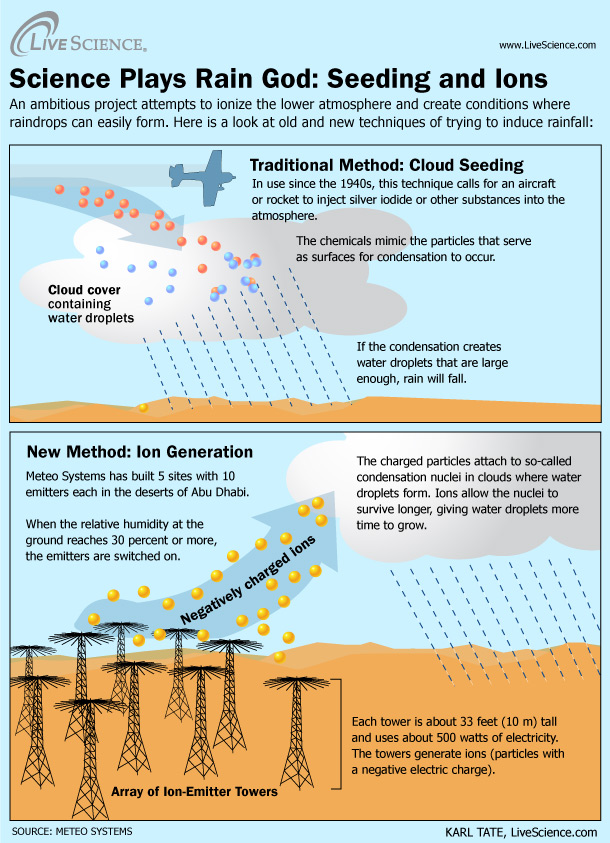 LiveScience®
www.LiveScience.com
Science Plays Rain God: Seeding and Ions
An ambitious project attempts to ionize the lower atmosphere and create conditions where
raindrops can easily form. Here is a look at old and new techniques of trying to induce rainfall:
Traditional Method: Cloud Seeding
In use since the 1940s, this technique calls for an aircraft
or rocket to inject silver iodide or other substances into the
atmosphere.
The chemicals mimic the particles that serve
as surfaces for condensation to occur.
Cloud cover
containing
water droplets
If the condensation creates
water droplets that are large
enough, rain will fall.
New Method: Ion Generation
Meteo Systems has built 5 sites with 10
emitters each in the deserts of Abu Dhabi.
When the relative humidity at the
ground reaches 30 percent or more,
the emitters are switched on.
The charged particles attach to so-called
condensation nuclei in clouds where water
droplets form. Ions allow the nuclei to
survive longer, giving water droplets more
time to grow.
Negatively charged ions
Each tower is about 33 feet (10 m) tall
and uses about 500 watts of electricity.
The towers generate ions (particles with
a negative electric charge).
Array of Ion-Emitter Towers
SOURCE: METEO SYSTEMS
KARL TATE, LiveScience.com